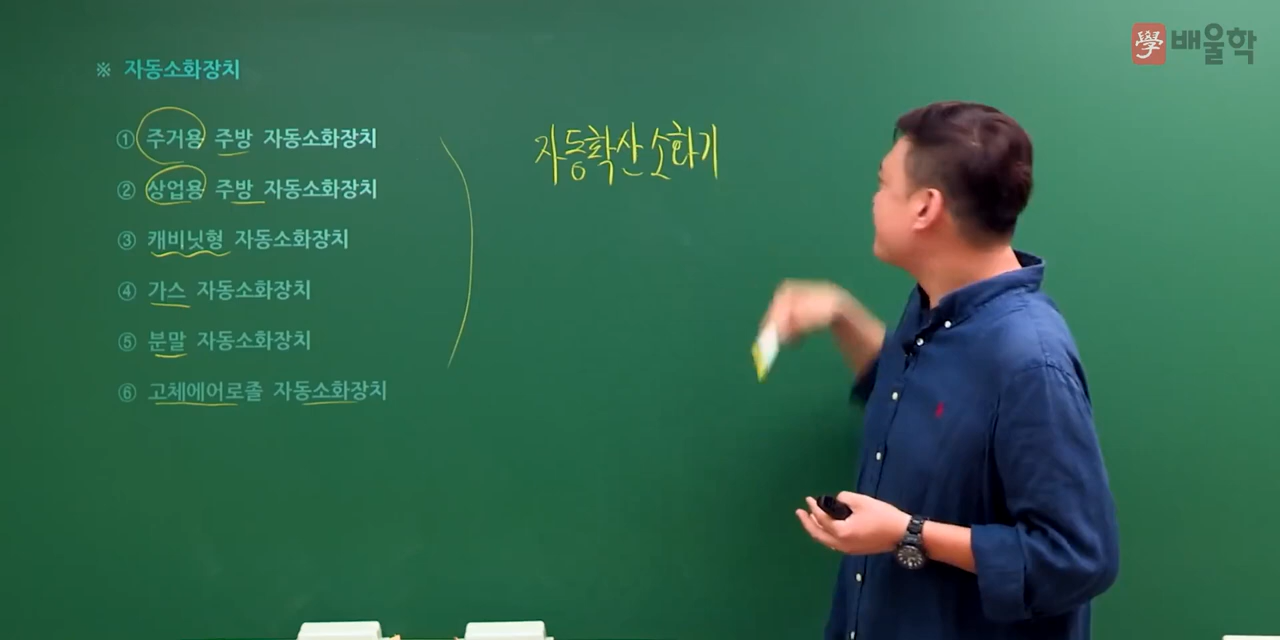 學 배울학
※ 자동소화장치
① 주거용 주방 자동소화장치
자동확산소화기
② 상업용 주방 자동소화장치
③ 캐비닛형 자동소화장치
④ 가스 자동소화장치
⑤ 분말 자동소화장치
⑥ 고체에어로졸 자동소화장치